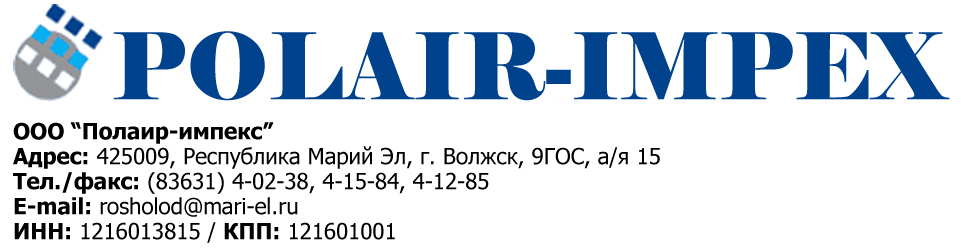 POLAIR-IMPEX
ООО “Полаир-импекс”
Адрес: 425009, Республика Марий Эл, г. Волжск, 9ГОС, а/я 15
Тел./факс: (83631) 4-02-38, 4-15-84, 4-12-85
E-mail: rosholod@mari-el.ru
ИНН: 1216013815 / КПП: 121601001